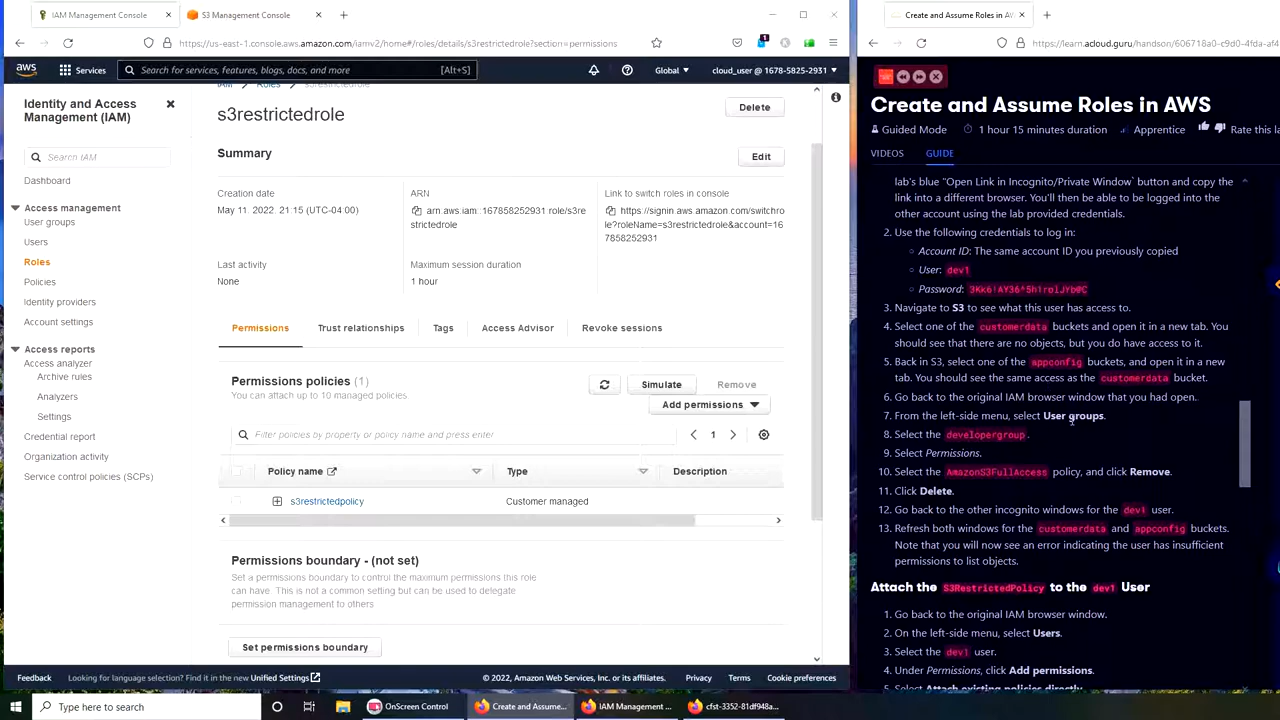 IAM Management Console
S3 Management Console
https://us-east-1.console.aws.amazon.com/iamv2/home#/roles/details/s3restrictedrole?section=permissions
aws
Services
Search for services, features, blogs, docs, and more
[Alt+S]
Global
cloud_user @ 1678-5825-2931
Identity and Access
Management (IAM)
Search IAM
Dashboard
Access management
User groups
Users
Roles
Policies
Identity providers
Account settings
Access reports
Access analyzer
Archive rules
Analyzers
Settings
Credential report
Organization activity
Service control policies (SCPs)
IAM
Roles
s3restrictedrole
s3restrictedrole
Delete
Summary
Edit
Creation date
May 11, 2022, 21:15 (UTC-04:00)
ARN
arn:aws:iam::167858252931:role/s3re
strictedrole
Link to switch roles in console
https://signin.aws.amazon.com/switchro
le?roleName=s3restrictedrole&account=16
7858252931
Last activity
None
Maximum session duration
1 hour
Permissions
Trust relationships
Tags
Access Advisor
Revoke sessions
Permissions policies (1)
You can attach up to 10 managed policies.
Simulate
Remove
Add permissions
Filter policies by property or policy name and press enter
1
Policy name
Type
Description
s3restrictedpolicy
Customer managed
Permissions boundary - (not set)
Set a permissions boundary to control the maximum permissions this role
can have. This is not a common setting but can be used to delegate
permission management to others
Set permissions boundary
Feedback
Looking for language selection? Find it in the new Unified Settings
© 2022, Amazon Web Services, Inc. or its affiliates.
Privacy
Terms
Cookie preferences
Create and Assume Roles in AW
https://learn.acloud.guru/handson/606718a0-c9d0-4fda-af4
Create and Assume Roles in AWS
Guided Mode
1 hour 15 minutes duration
Apprentice
Rate this la
VIDEOS
GUIDE
lab's blue "Open Link in Incognito/Private Window` button and copy the
link into a different browser. You'll then be able to be logged into the
other account using the lab provided credentials.
2. Use the following credentials to log in:
Account ID: The same account ID you previously copied
User: dev1
Password:
3. Navigate to S3 to see what this user has access to.
4. Select one of the customerdata buckets and open it in a new tab. You
should see that there are no objects, but you do have access to it.
5. Back in S3, select one of the appconfig buckets, and open it in a new
tab. You should see the same access as the customerdata bucket.
6. Go back to the original IAM browser window that you had open.
7. From the left-side menu, select User groups.
8. Select the developergroup.
9. Select Permissions.
10. Select the AmazonS3FullAccess policy, and click Remove.
11. Click Delete.
12. Go back to the other incognito windows for the dev1 user.
13. Refresh both windows for the customerdata and appconfig buckets.
Note that you will now see an error indicating the user has insufficient
permissions to list objects.
Attach the S3RestrictedPolicy to the dev1 User
1. Go back to the original IAM browser window.
2. On the left-side menu, select Users.
3. Select the dev1 user.
4. Under Permissions, click Add permissions.
5. Select Attach existing policies directly.
Type here to search
OnScreen Control
Create and Assume...
IAM Management ...
cfst-3352-81df948a...